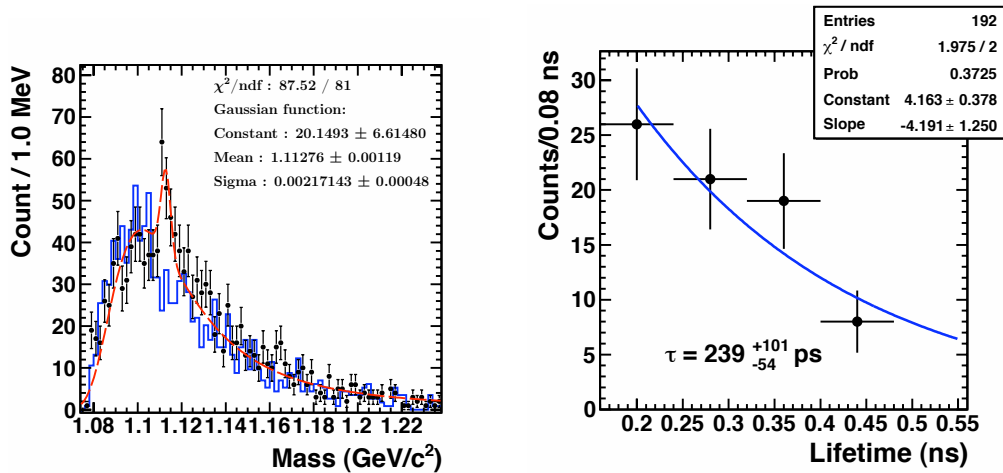 Count / 1.0 MeV
80
70
60
50
40
30
20
10
0
χ²/ndf : 87.52 / 81
Gaussian function:
Constant : 20.1493 ± 6.61480
Mean : 1.11276 ± 0.00119
Sigma : 0.00217143 ± 0.00048
1.08 1.1 1.12 1.14 1.16 1.18 1.2 1.22
Mass (GeV/c²)
Counts/0.08 ns
30
25
20
15
10
5
0
Entries 192
χ² / ndf 1.975 / 2
Prob 0.3725
Constant 4.163 ± 0.378
Slope -4.191 ± 1.250
τ = 239 +101 -54 ps
0.2 0.25 0.3 0.35 0.4 0.45 0.5 0.55
Lifetime (ns)